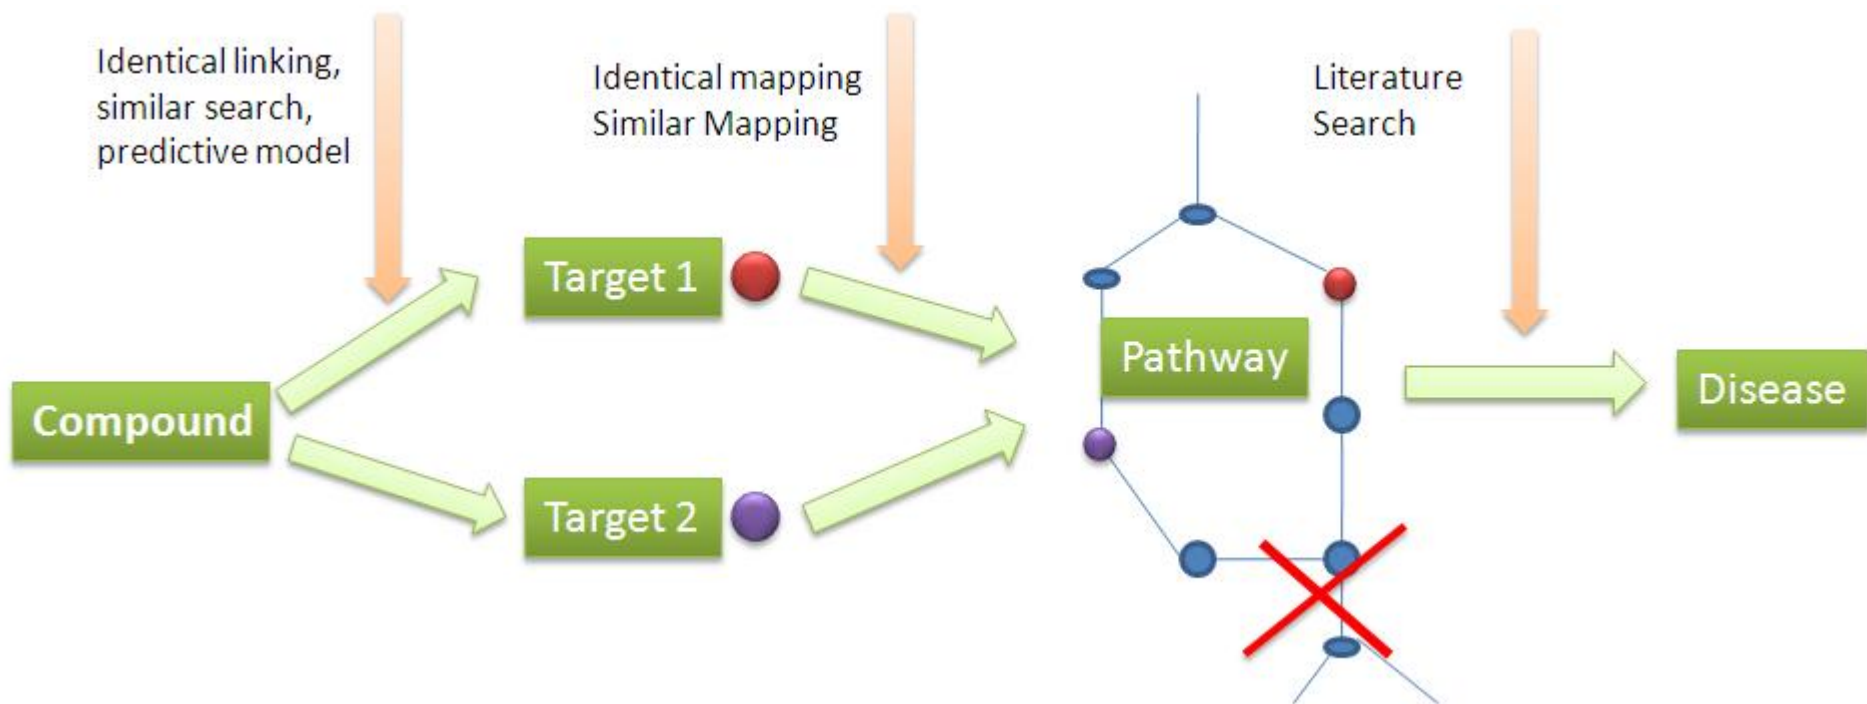 Identical linking,
similar search,
predictive model
Identical mapping
Similar Mapping
Literature
Search
Target 1
Pathway
Compound
Disease
Target 2